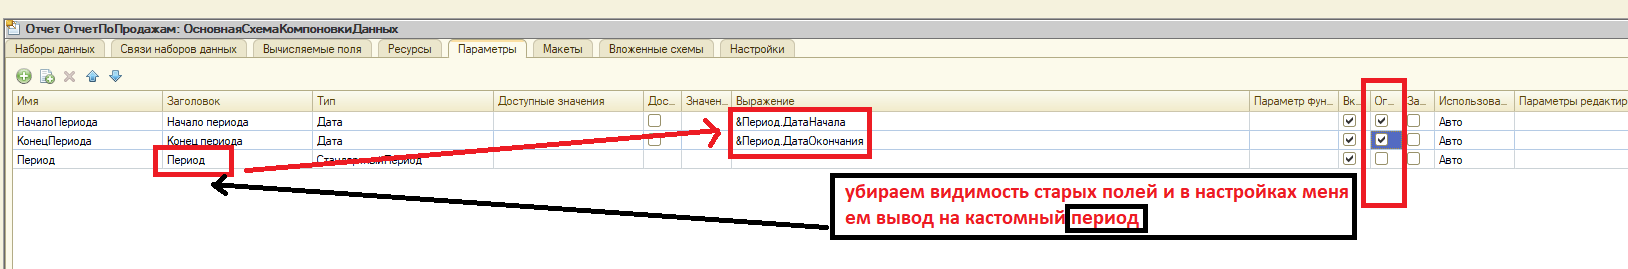 Отчет ОтчетПоПродажам: ОсновнаяСхемаКомпоновкиДанных
Наборы данных Связи наборов данных Вычисляемые поля Ресурсы Параметры Макеты Вложенные схемы Настройки
Имя Заголовок Тип Доступные значения Дос... Значен... Выражение Параметр фун... Вк... Ог... За... Использова... Параметры редактир
НачалоПериода Начало периода Дата &Период.ДатаНачала Авто
КонецПериода Конец периода Дата &Период.ДатаОкончания Авто
Период Период СтандартныйПериод Авто
убираем видимость старых полей и в настройках меня
ем вывод на кастомный период